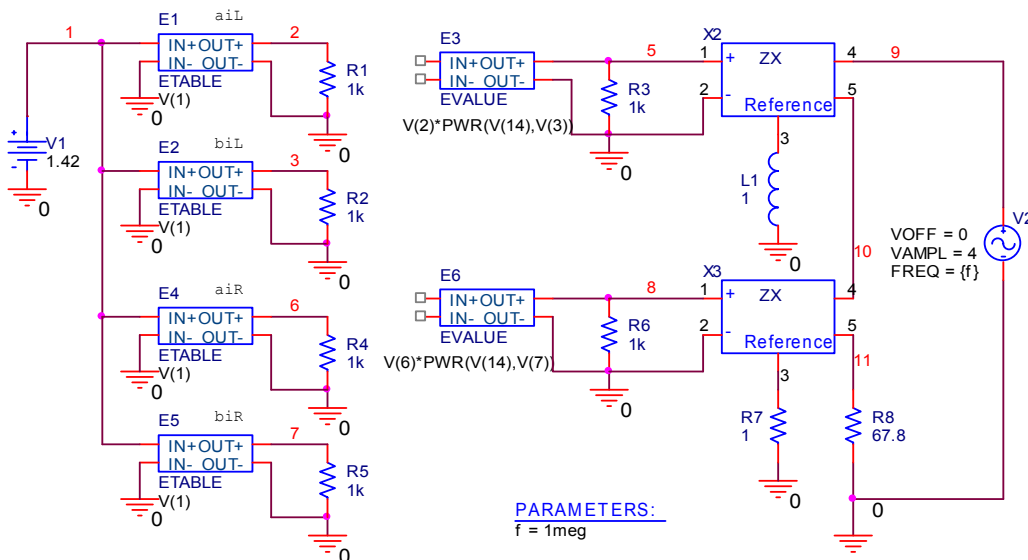 1
E1
aiL
2
IN+OUT+
IN- OUT-
ETABLE
V(1)
0
R1
1k
0
V1
1.42
0
E2
biL
3
IN+OUT+
IN- OUT-
ETABLE
V(1)
0
R2
1k
0
E4
aiR
6
IN+OUT+
IN- OUT-
ETABLE
V(1)
0
R4
1k
0
E5
biR
7
IN+OUT+
IN- OUT-
ETABLE
V(1)
0
R5
1k
0
E3
5
IN+OUT+
IN- OUT-
EVALUE
V(2)*PWR(V(14),V(3))
R3
1k
0
X2
1
+
ZX
4
9
2
-
5
Reference
3
L1
1
0
10
V2
VOFF = 0
VAMPL = 4
FREQ = {f}
E6
8
IN+OUT+
IN- OUT-
EVALUE
V(6)*PWR(V(14),V(7))
R6
1k
0
X3
1
+
ZX
4
2
-
5
Reference
3
11
R7
1
0
R8
67.8
0
PARAMETERS:
f = 1meg